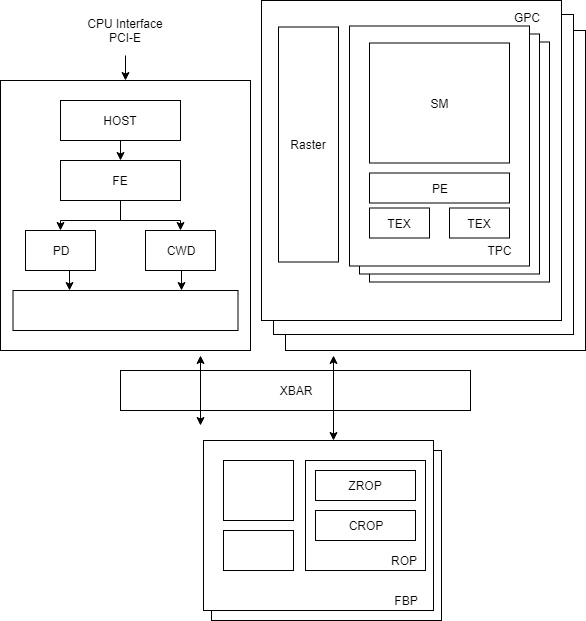 CPU Interface
PCI-E
HOST
FE
PD
CWD
GPC
Raster
SM
PE
TEX
TEX
TPC
XBAR
ZROP
CROP
ROP
FBP